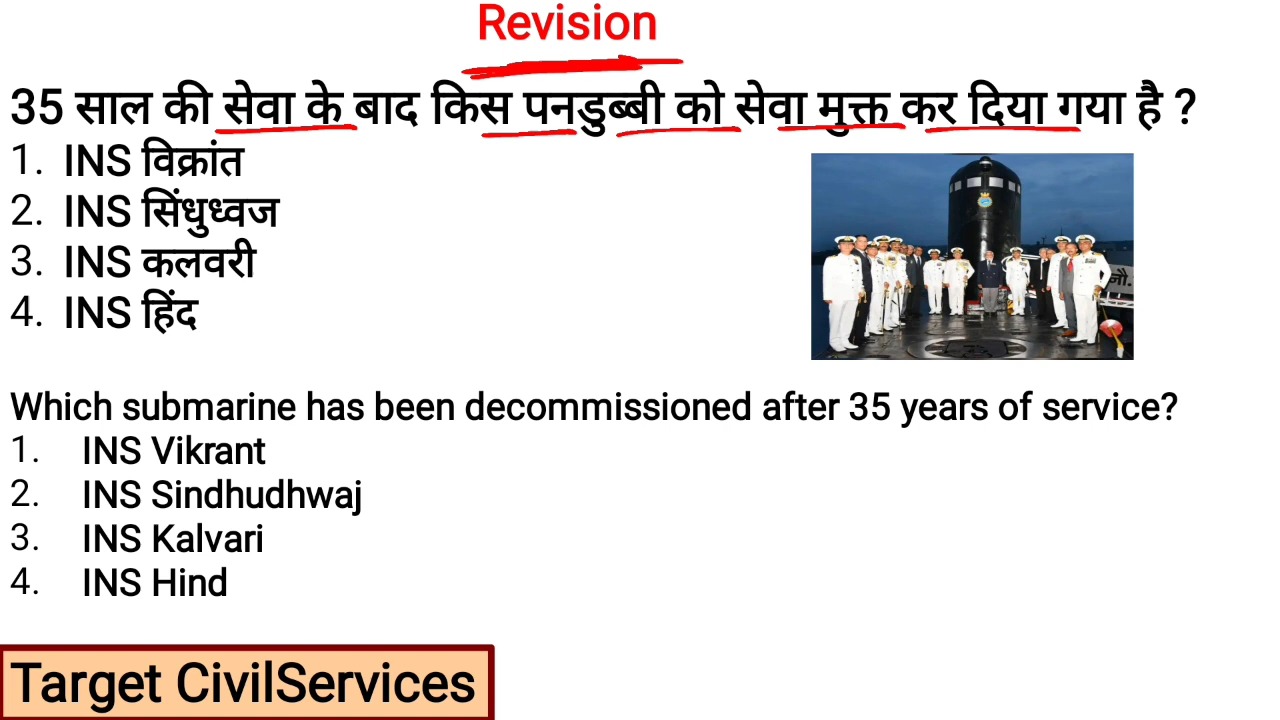 Revision
35 साल की सेवा के बाद किस पनडुब्बी को सेवा मुक्त कर दिया गया है ?
1. INS विक्रांत
2. INS सिंधुध्वज
3. INS कलवरी
4. INS हिंद
नौ.
Which submarine has been decommissioned after 35 years of service?
1. INS Vikrant
2. INS Sindhudhwaj
3. INS Kalvari
4. INS Hind
Target CivilServices